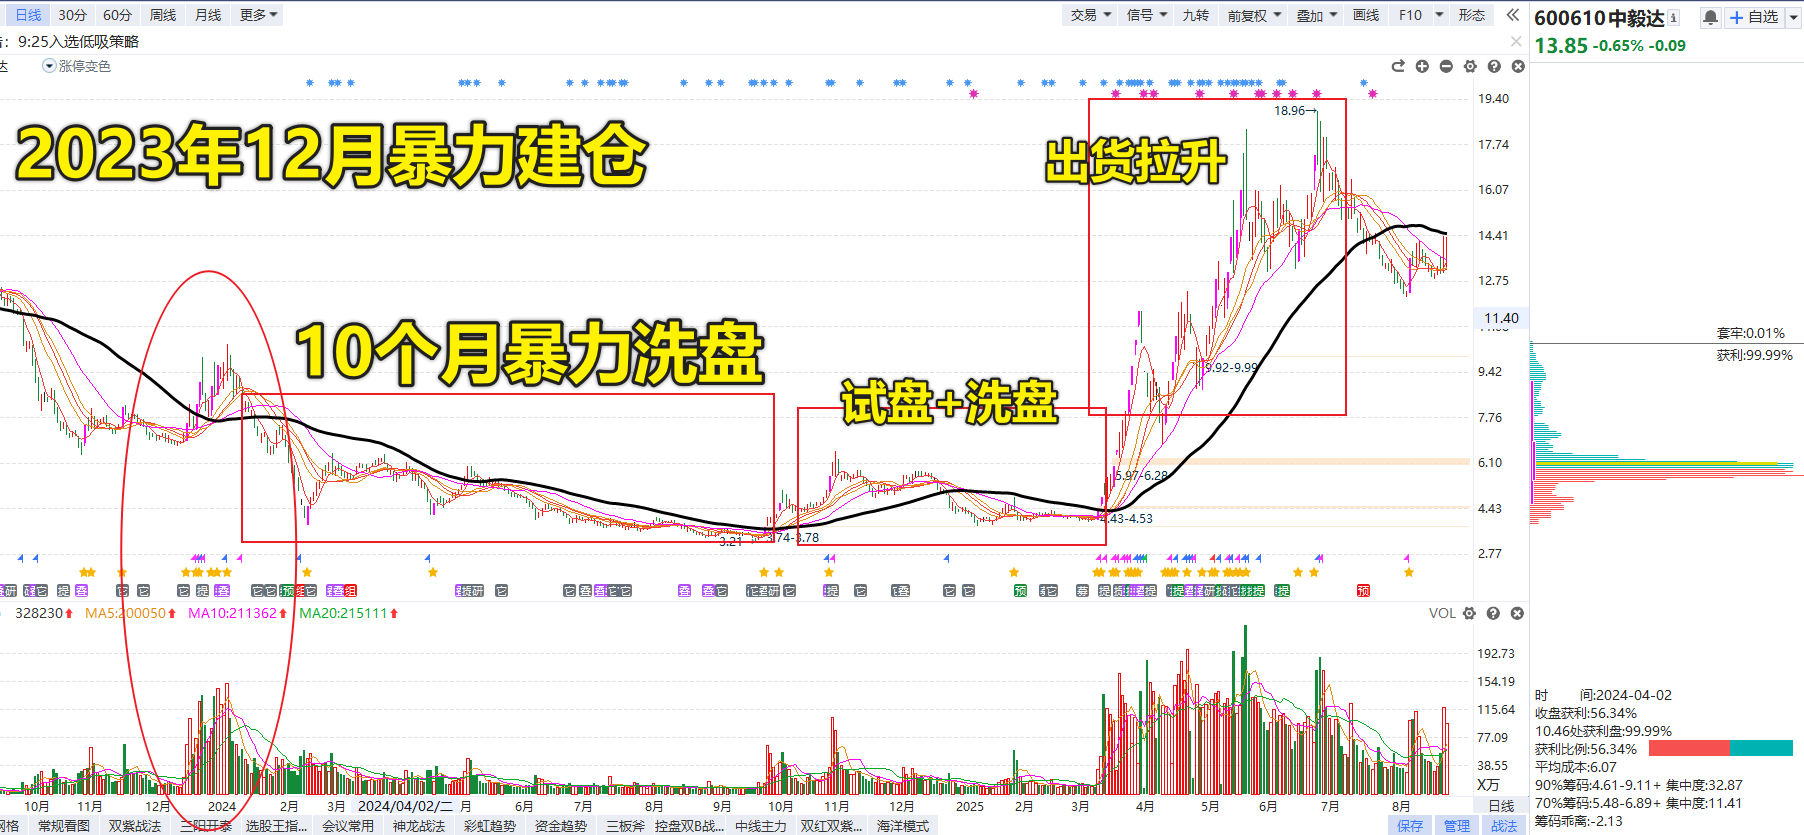 日线 30分 60分 周线 月线 更多
交易 信号 九转 前复权 叠加 画线 F10 形态
600610中毅达
自选
13.85 -0.65% -0.09
9:25入选低吸策略
达 涨停变色
2023年12月暴力建仓
10个月暴力洗盘
试盘+洗盘
出货拉升
18.96→
9.92-9.99
5.97-6.28
4.43-4.53
3.21
3.74-3.78
19.40
17.74
16.07
14.41
12.75
11.40
9.42
7.76
6.10
4.43
2.77
套牢:0.01%
获利:99.99%
328230 MA5:200050 MA10:211362 MA20:215111
VOL
192.73
154.19
115.64
77.09
38.55
X万
时 间:2024-04-02
收盘获利:56.34%
10.46处获利盘:99.99%
获利比例:56.34%
平均成本:6.07
90%筹码:4.61-9.11+ 集中度:32.87
70%筹码:5.48-6.89+ 集中度:11.41
筹码乖离:-2.13
10月 11月 12月 2024 2月 3月 2024/04/02/二 6月 7月 8月 9月 10月 11月 12月 2025 2月 3月 4月 5月 6月 7月 8月 日线
网格 常规看图 双紫战法 三阳开泰 选股王指... 会议常用 神龙战法 彩虹趋势 资金趋势 三板斧 控盘双B战... 中线主力 双红双紫... 海洋模式 保存 管理 战法